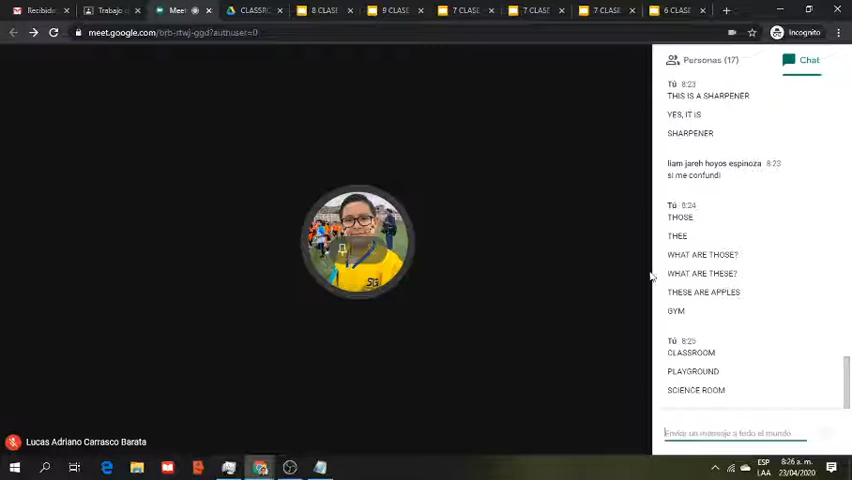 Recibidos
Trabajo
Meet
CLASSRO
8 CLASE
9 CLASE
7 CLASE
7 CLASE
7 CLASE
6 CLASE
meet.google.com/brb-rtwj-ggd?authuser=0
Incognito
Personas (17)
Chat
Tú 8:23
THIS IS A SHARPENER
YES, IT IS
SHARPENER
liam jareh hoyos espinoza 8:23
si me confundi
Tú 8:24
THOSE
THEE
WHAT ARE THOSE?
WHAT ARE THESE?
THESE ARE APPLES
GYM
Tú 8:25
CLASSROOM
PLAYGROUND
SCIENCE ROOM
Enviar un mensaje a todo el mundo
SIG
Lucas Adriano Carrasco Barata
ESP
LAA
8:26 a. m.
23/04/2020